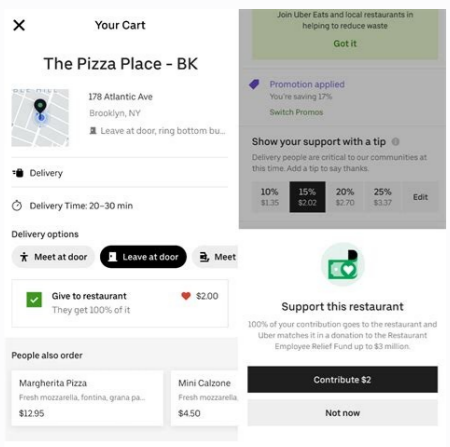 Your Cart
The Pizza Place - BK
178 Atlantic Ave
Brooklyn, NY
Leave at door, ring bottom bu...
Delivery
Delivery Time: 20–30 min
Delivery options
Meet at door
Leave at door
Meet
Give to restaurant
$2.00
They get 100% of it
People also order
Margherita Pizza
Fresh mozzarella, fontina, grana pa...
$12.95
Mini Calzone
Fresh mozzarella,
$4.50
Join Uber Eats and local restaurants in
helping to reduce waste
Got it
Promotion applied
You're saving 17%
Switch Promos
Show your support with a tip
Delivery people are critical to our communities at
this time. Add a tip to say thanks.
10%
$1.35
15%
$2.02
20%
$2.70
25%
$3.37
Edit
Support this restaurant
100% of your contribution goes to the restaurant and
Uber matches it in a donation to the Restaurant
Employee Relief Fund up to $3 million.
Contribute $2
Not now